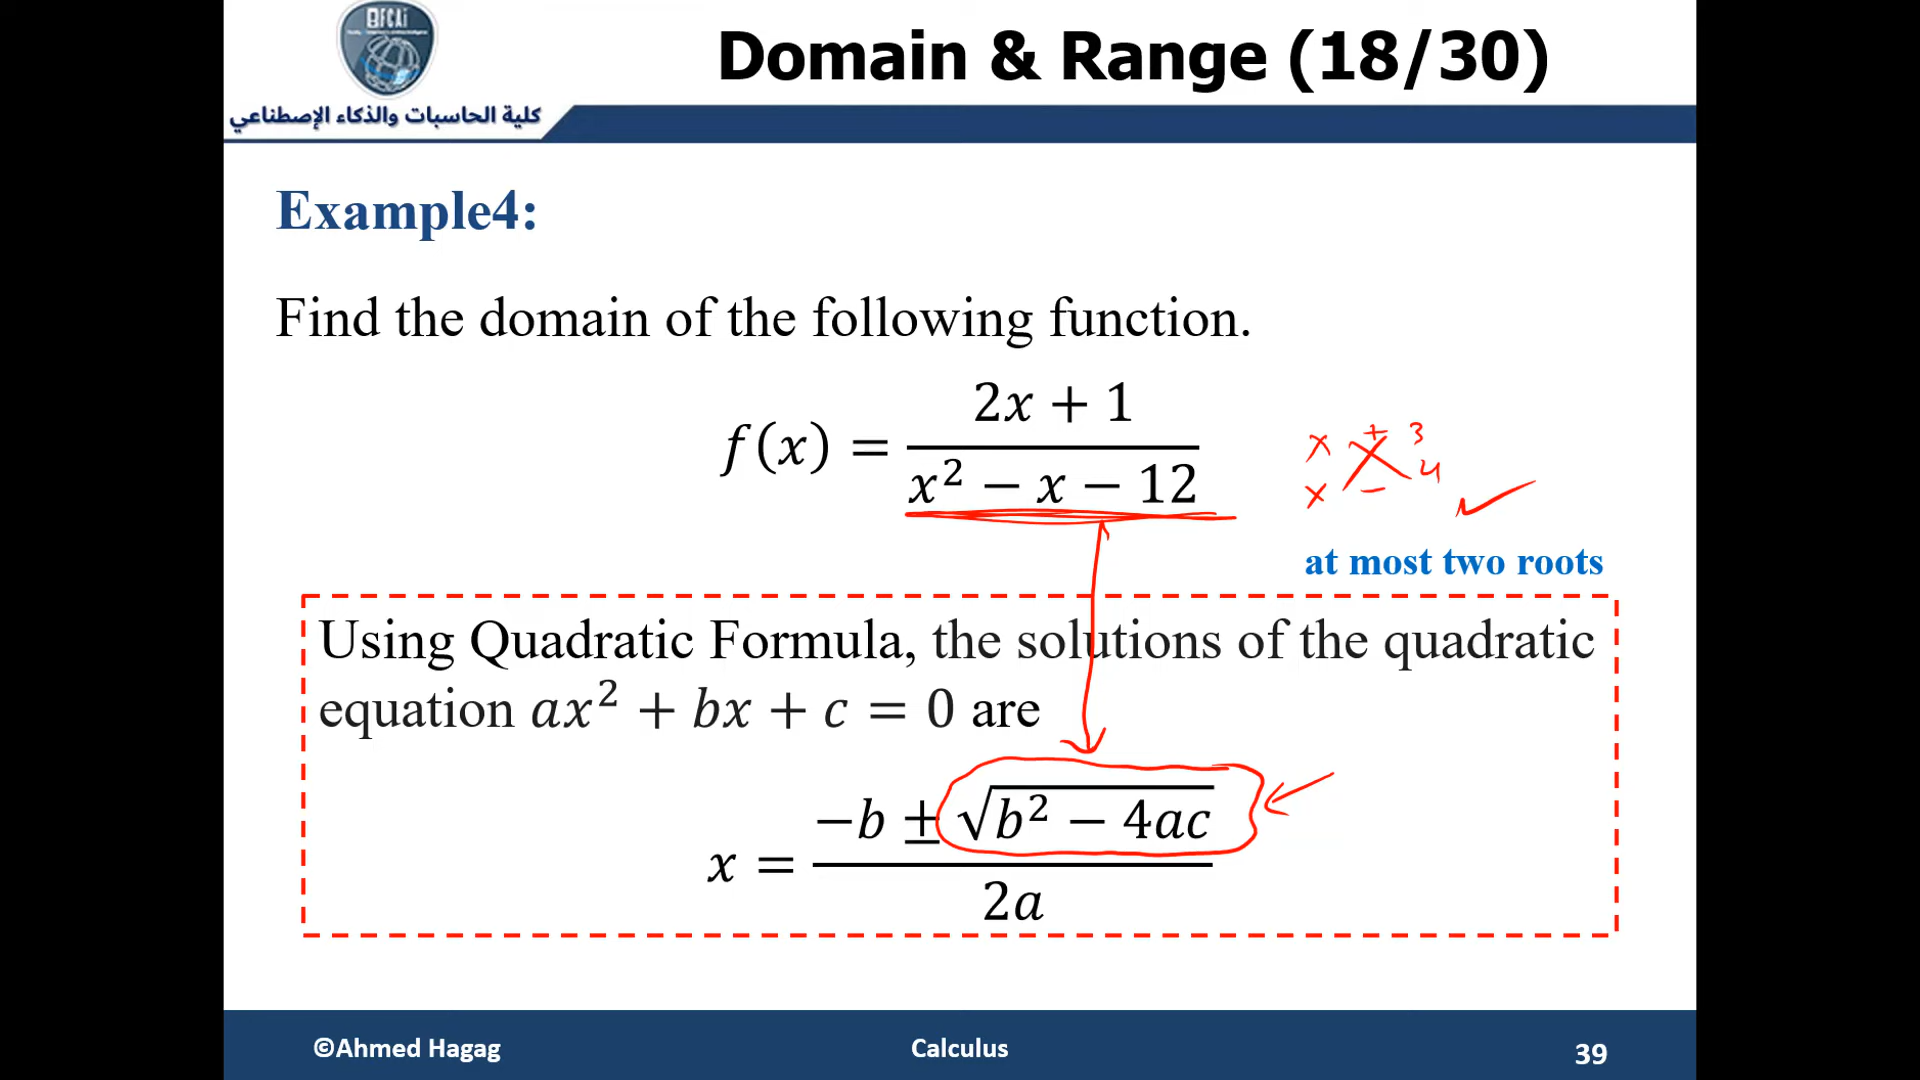 FCAi
Domain & Range (18/30)
كلية الحاسبات والذكاء الإصطناعي
Example4:
Find the domain of the following function.
f(x) = (2x + 1) / (x² − x − 12)
x + 3
x − 4
at most two roots
Using Quadratic Formula, the solutions of the quadratic
equation ax² + bx + c = 0 are
x = (−b ± √(b² − 4ac)) / 2a
©Ahmed Hagag
Calculus
39